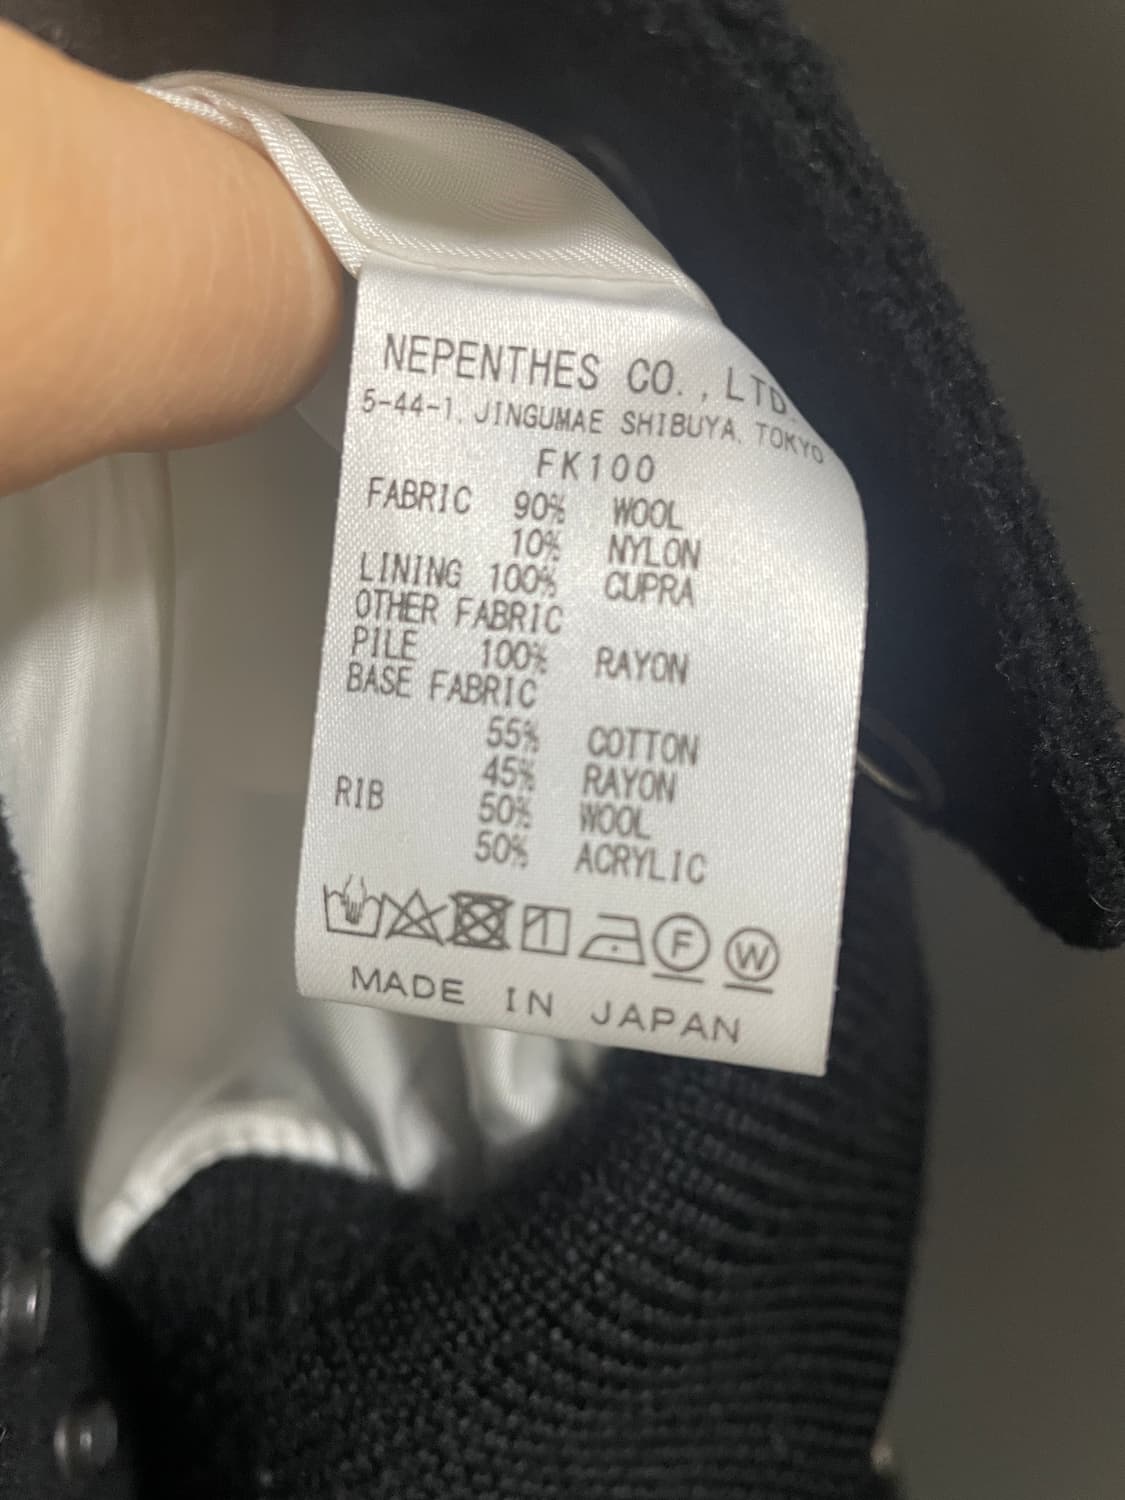 NEPENTHES CO., LTD.
5-44-1, JINGUMAE SHIBUYA, TOKYO
FK100
FABRIC 90% WOOL
10% NYLON
LINING 100% CUPRA
OTHER FABRIC
PILE 100% RAYON
BASE FABRIC
55% COTTON
45% RAYON
RIB 50% WOOL
50% ACRYLIC
F W
MADE IN JAPAN